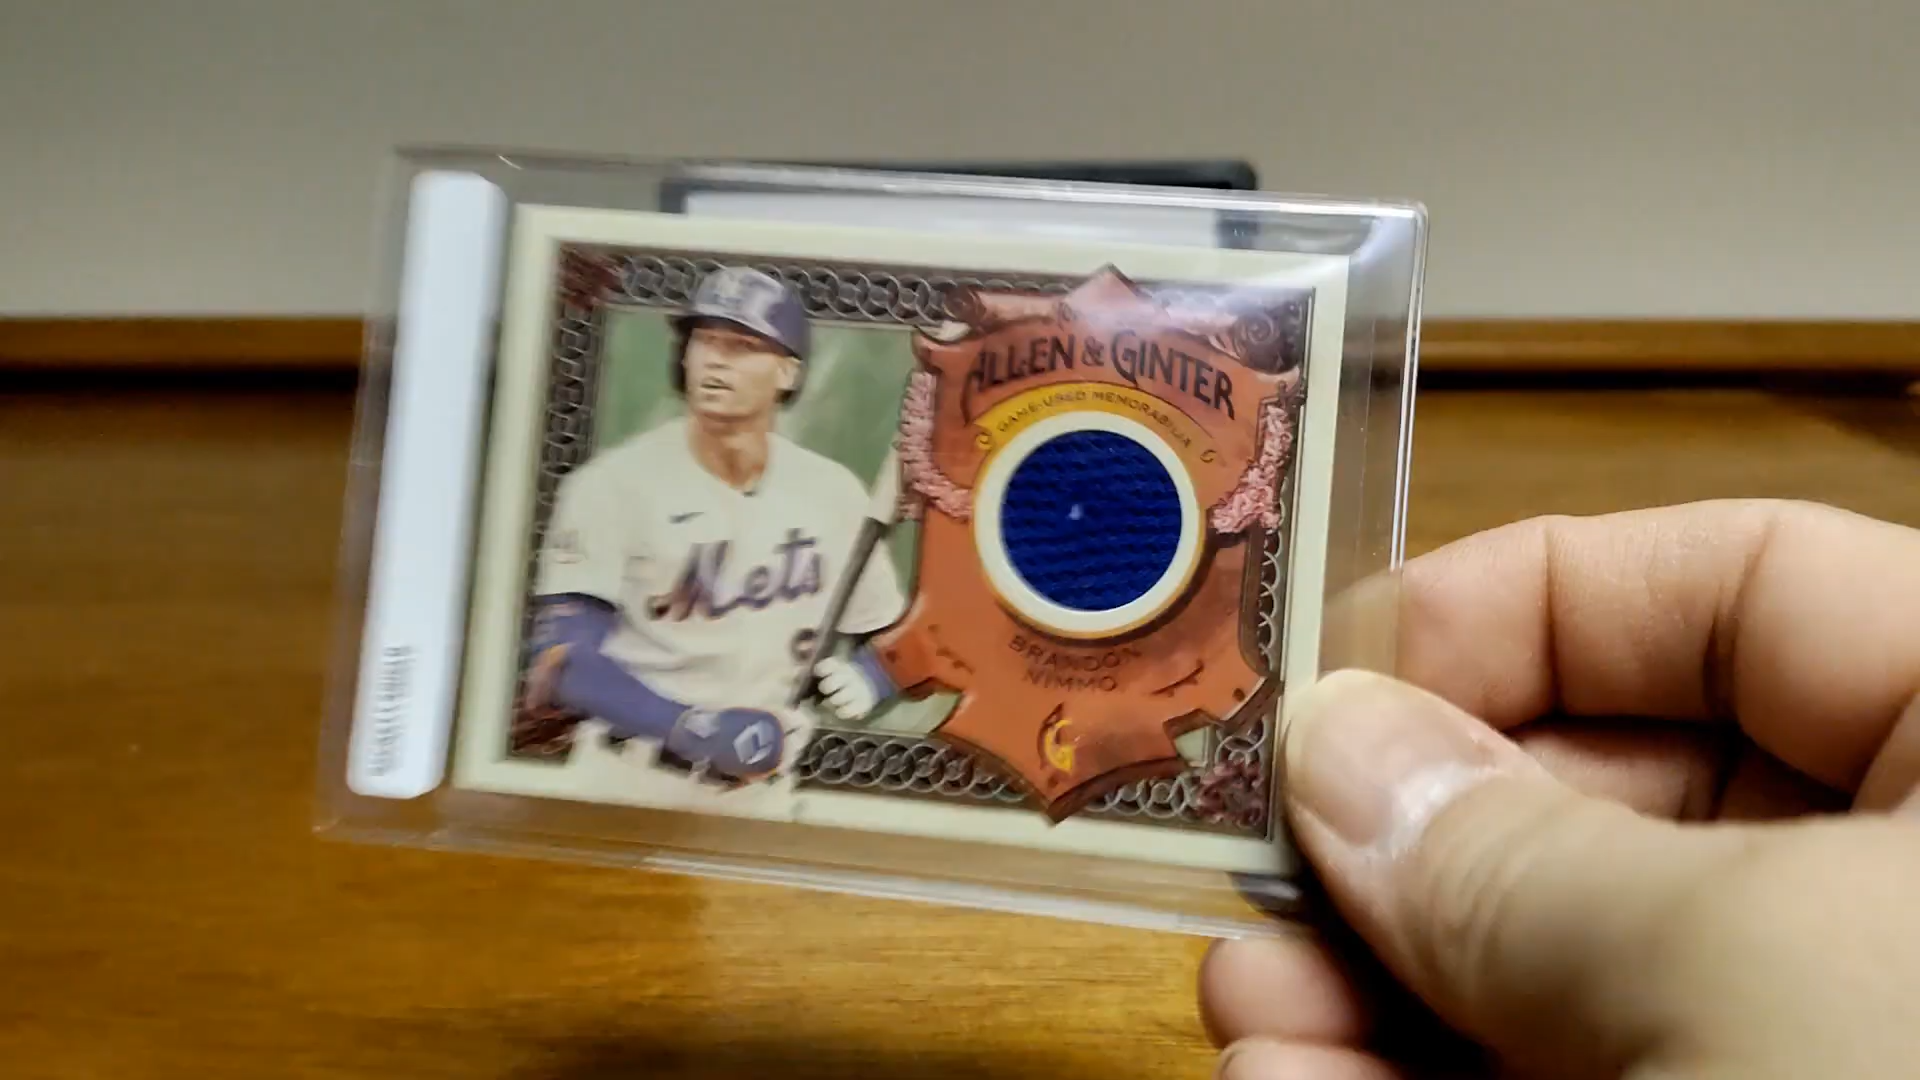 ALLEN & GINTER
GAME-USED MEMORABILIA
Mets
BRANDON
NIMMO